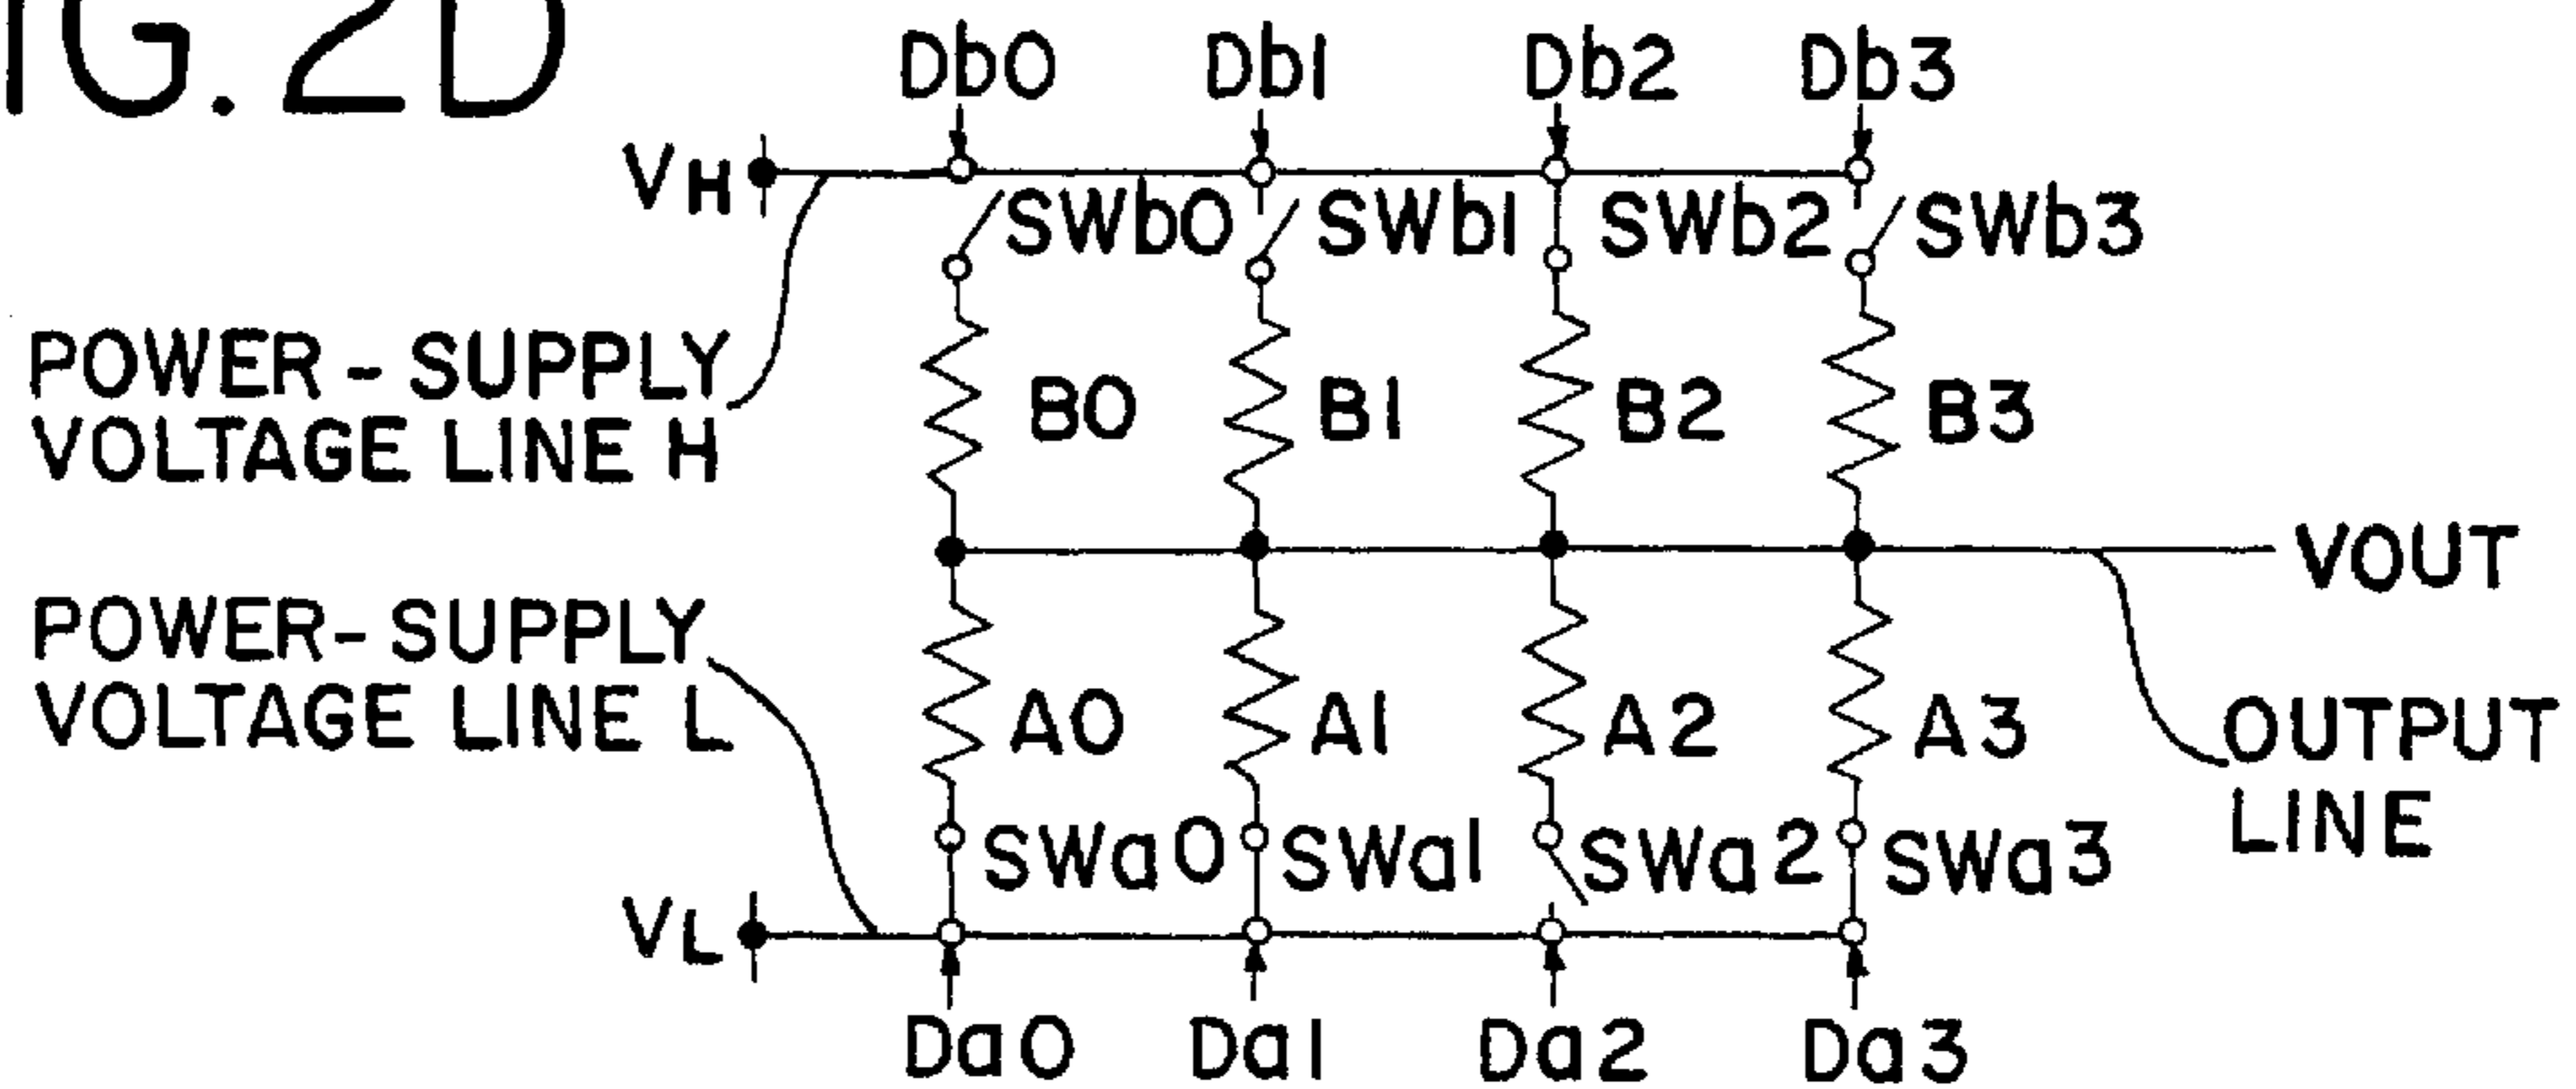 IG. 2D
Db0 Db1 Db2 Db3
VH
SWb0 SWb1 SWb2 SWb3
POWER - SUPPLY
VOLTAGE LINE H
B0 B1 B2 B3
VOUT
POWER - SUPPLY
VOLTAGE LINE L
A0 A1 A2 A3
OUTPUT
LINE
SWa0 SWa1 SWa2 SWa3
VL
Da0 Da1 Da2 Da3